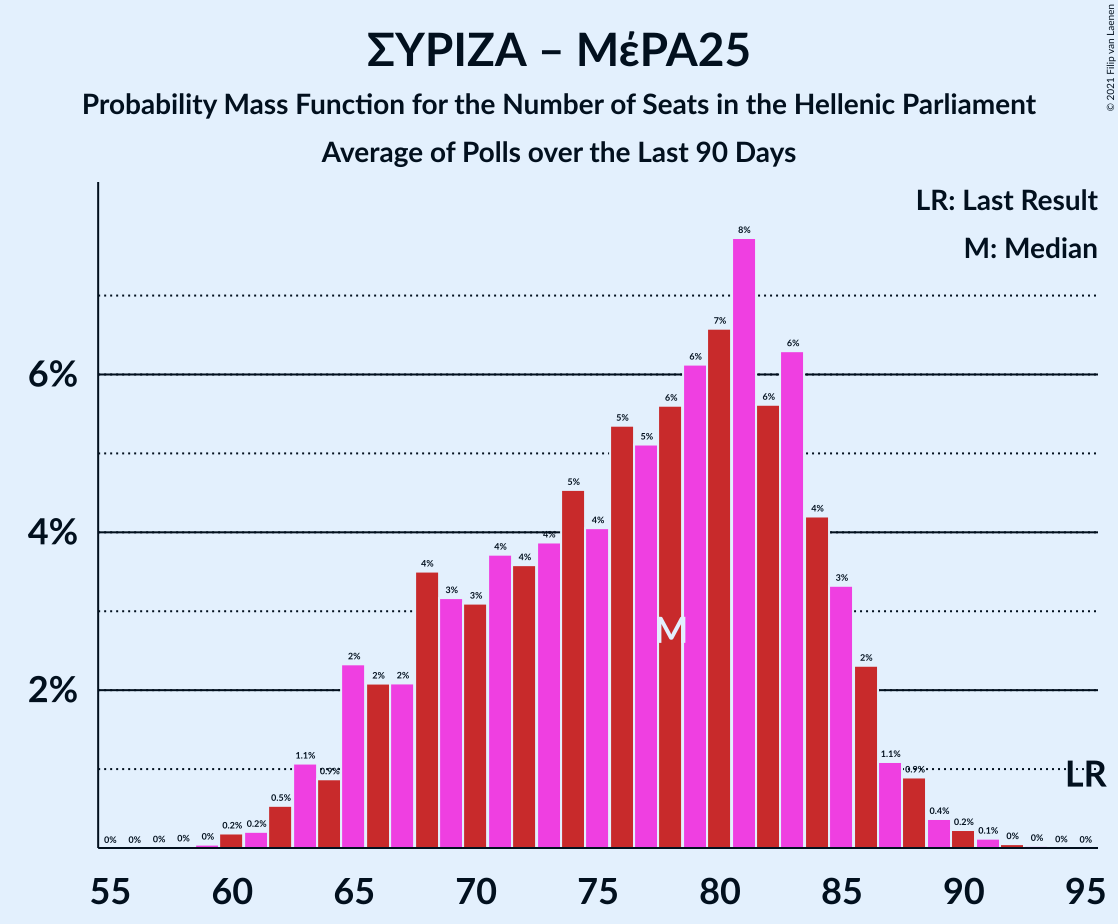 ΣΥΡΙΖΑ – ΜέΡΑ25
Probability Mass Function for the Number of Seats in the Hellenic Parliament
Average of Polls over the Last 90 Days
© 2021 Filip van Laenen
LR: Last Result
M: Median
6%
4%
2%
0% 0% 0% 0% 0% 0.2% 0.2% 0.5% 1.1% 0.9% 2% 2% 2% 4% 3% 3% 4% 4% 4% 5% 4% 5% 5% 6% 6% 7% 8% 6% 6% 4% 3% 2% 1.1% 0.9% 0.4% 0.2% 0.1% 0% 0% 0% 0%
M
LR
55 60 65 70 75 80 85 90 95